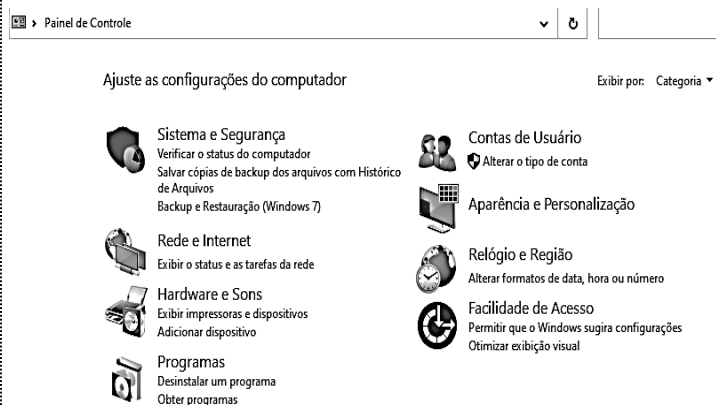 Painel de Controle
Ajuste as configurações do computador
Exibir por: Categoria
Sistema e Segurança
Verificar o status do computador
Salvar cópias de backup dos arquivos com Histórico
de Arquivos
Backup e Restauração (Windows 7)
Rede e Internet
Exibir o status e as tarefas da rede
Hardware e Sons
Exibir impressoras e dispositivos
Adicionar dispositivo
Programas
Desinstalar um programa
Obter programas
Contas de Usuário
Alterar o tipo de conta
Aparência e Personalização
Relógio e Região
Alterar formatos de data, hora ou número
Facilidade de Acesso
Permitir que o Windows sugira configurações
Otimizar exibição visual